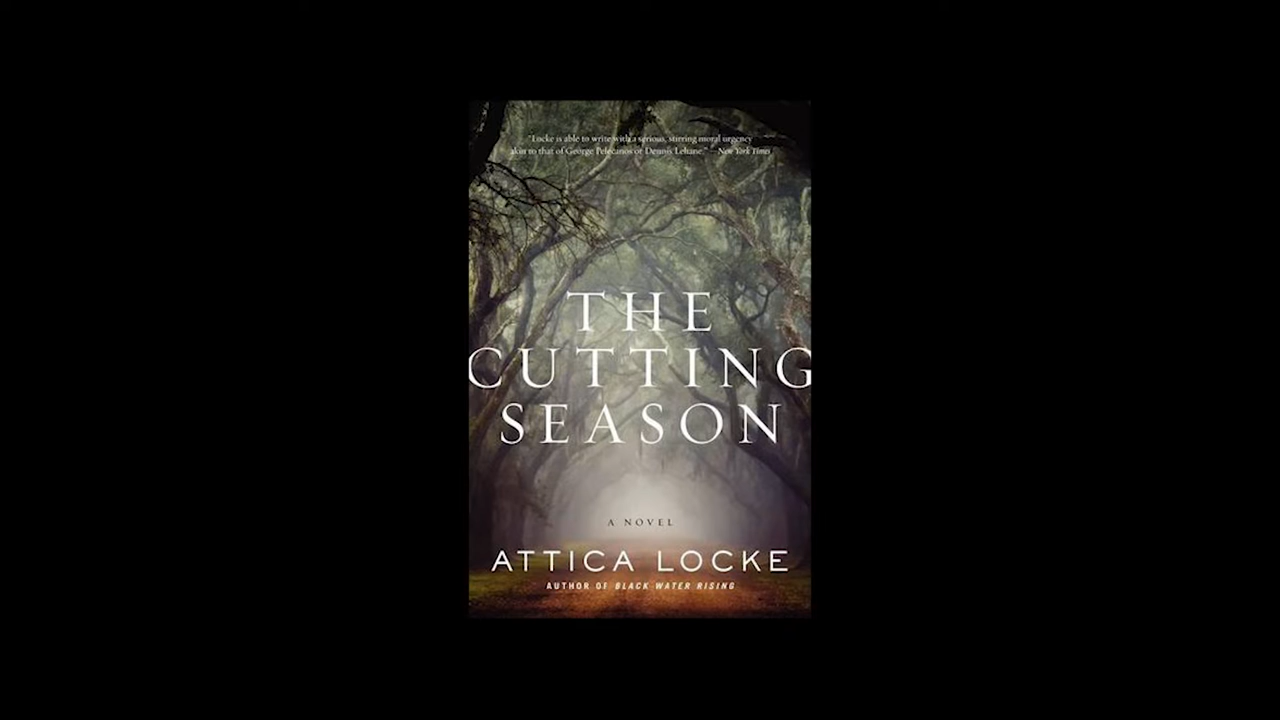 "Locke is able to write with a serious, stirring moral urgency
akin to that of George Pelecanos or Dennis Lehane." —New York Times
THE
CUTTING
SEASON
A NOVEL
ATTICA LOCKE
AUTHOR OF BLACK WATER RISING